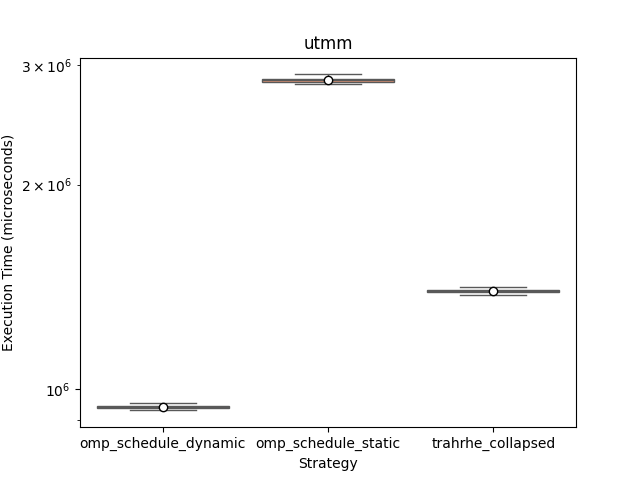 utmm
Execution Time (microseconds)
3 × 10⁶
2 × 10⁶
10⁶
omp_schedule_dynamic omp_schedule_static trahrhe_collapsed
Strategy